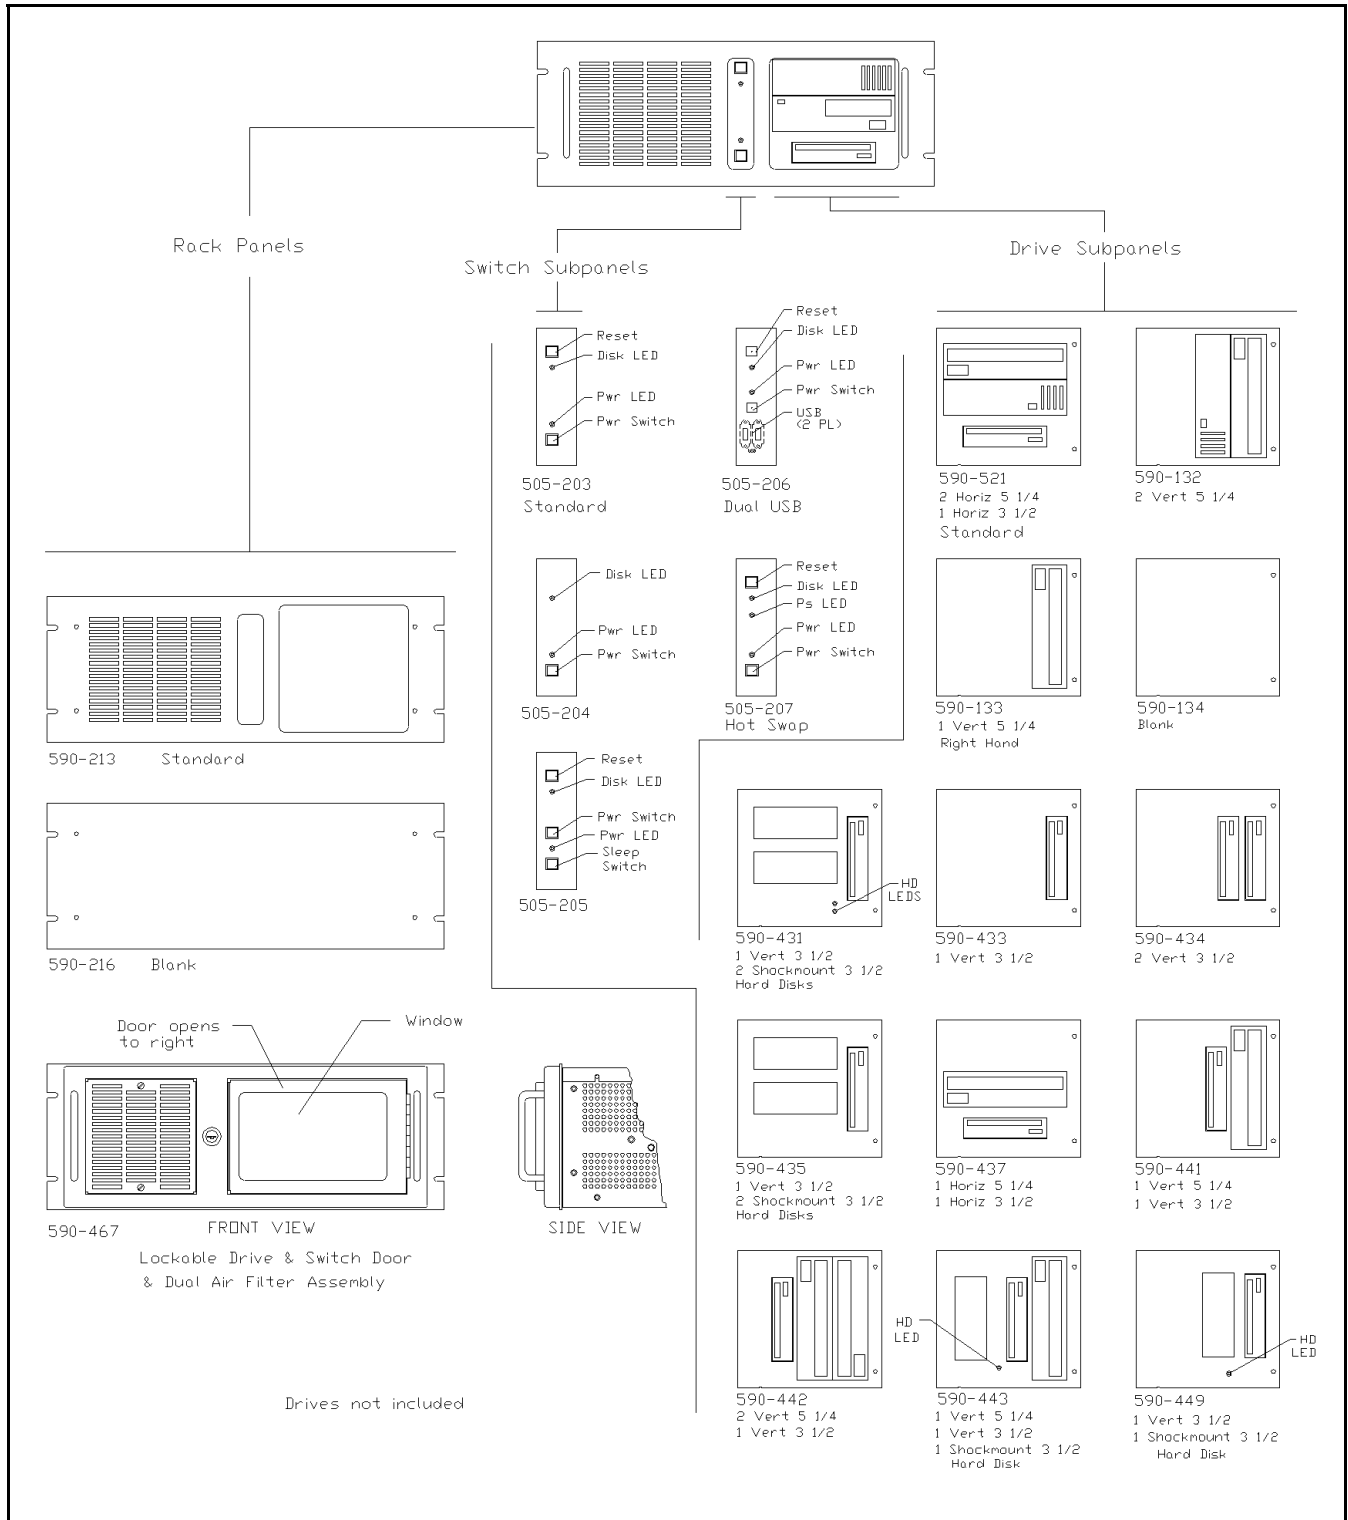 Rack Panels
Switch Subpanels
Drive Subpanels
Reset
Disk LED
Pwr LED
Pwr Switch
505-203
Standard
Reset
Disk LED
Pwr LED
Pwr Switch
USB
(2 PL)
505-206
Dual USB
590-521
2 Horiz 5 1/4
1 Horiz 3 1/2
Standard
590-132
2 Vert 5 1/4
Disk LED
Pwr LED
Pwr Switch
505-204
Reset
Disk LED
Ps LED
Pwr LED
Pwr Switch
505-207
Hot Swap
590-133
1 Vert 5 1/4
Right Hand
590-134
Blank
590-213 Standard
Reset
Disk LED
Pwr Switch
Pwr LED
Sleep
Switch
505-205
HD
LEDS
590-431
1 Vert 3 1/2
2 Shockmount 3 1/2
Hard Disks
590-433
1 Vert 3 1/2
590-434
2 Vert 3 1/2
590-216 Blank
Door opens
to right
Window
590-467
FRONT VIEW
SIDE VIEW
Lockable Drive & Switch Door
& Dual Air Filter Assembly
590-435
1 Vert 3 1/2
2 Shockmount 3 1/2
Hard Disks
590-437
1 Horiz 5 1/4
1 Horiz 3 1/2
590-441
1 Vert 5 1/4
1 Vert 3 1/2
HD
LED
HD
LED
590-442
2 Vert 5 1/4
1 Vert 3 1/2
590-443
1 Vert 5 1/4
1 Vert 3 1/2
1 Shockmount 3 1/2
Hard Disk
590-449
1 Vert 3 1/2
1 Shockmount 3 1/2
Hard Disk
Drives not included